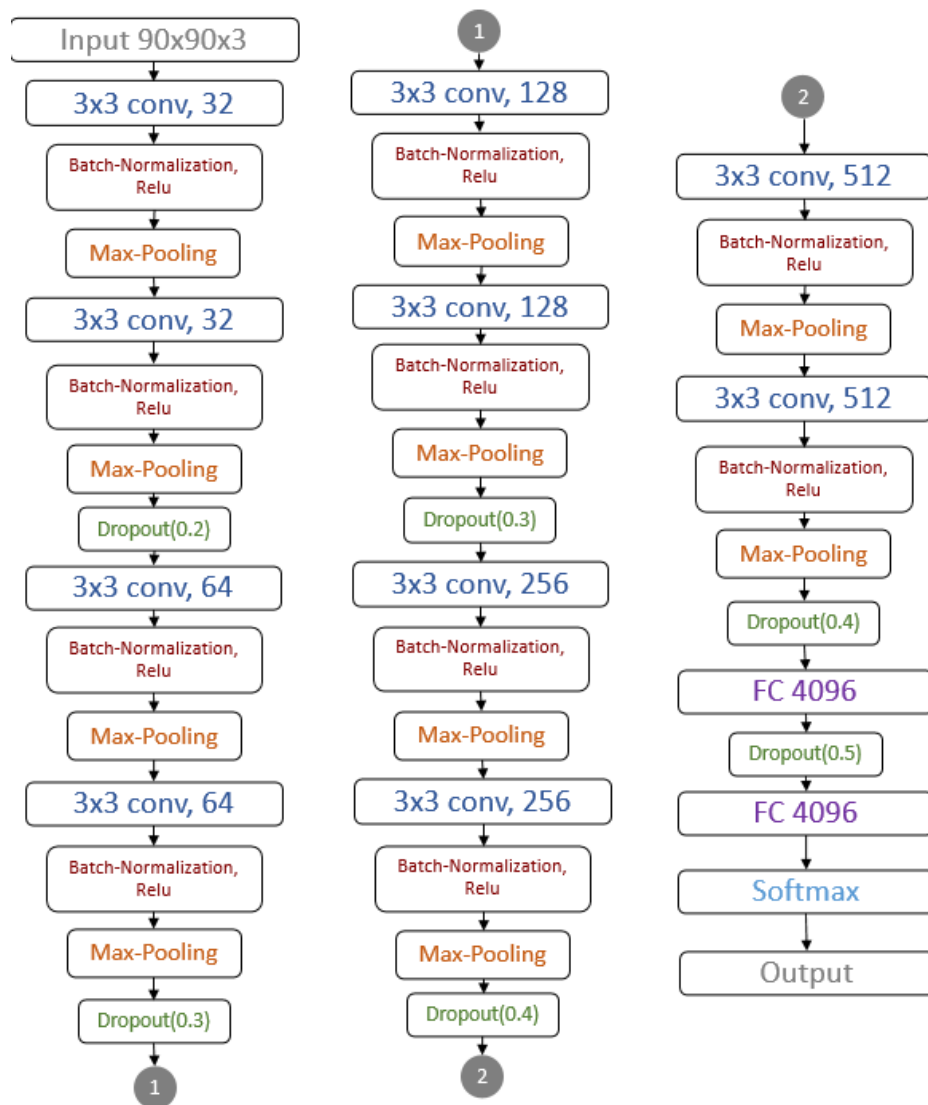 Input 90x90x3
3x3 conv, 32
Batch-Normalization,
Relu
Max-Pooling
3x3 conv, 32
Batch-Normalization,
Relu
Max-Pooling
Dropout(0.2)
3x3 conv, 64
Batch-Normalization,
Relu
Max-Pooling
3x3 conv, 64
Batch-Normalization,
Relu
Max-Pooling
Dropout(0.3)
1
1
3x3 conv, 128
Batch-Normalization,
Relu
Max-Pooling
3x3 conv, 128
Batch-Normalization,
Relu
Max-Pooling
Dropout(0.3)
3x3 conv, 256
Batch-Normalization,
Relu
Max-Pooling
3x3 conv, 256
Batch-Normalization,
Relu
Max-Pooling
Dropout(0.4)
2
2
3x3 conv, 512
Batch-Normalization,
Relu
Max-Pooling
3x3 conv, 512
Batch-Normalization,
Relu
Max-Pooling
Dropout(0.4)
FC 4096
Dropout(0.5)
FC 4096
Softmax
Output